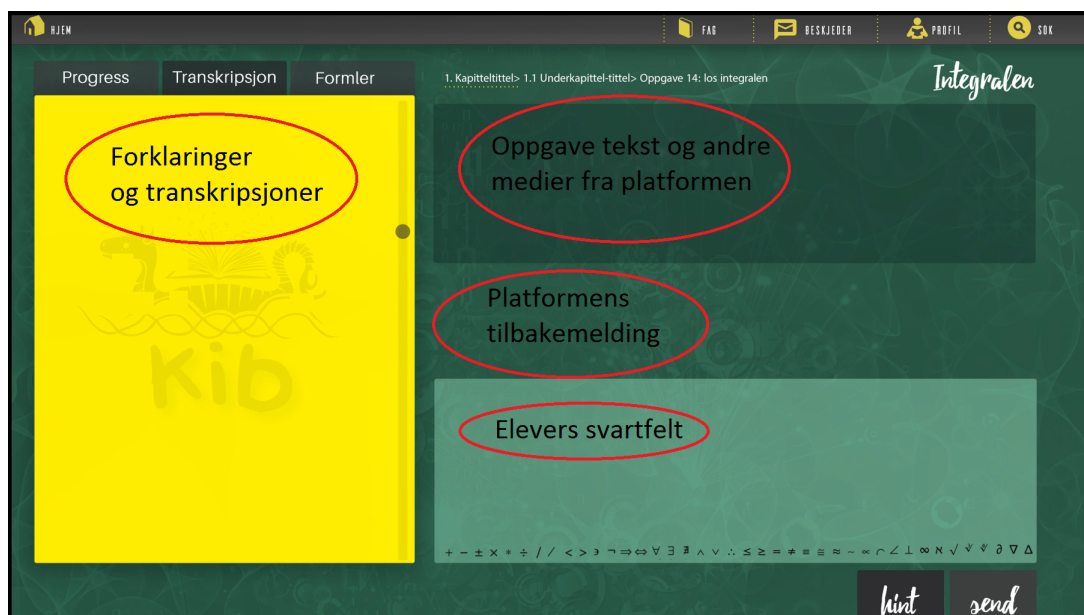 HJEM
FAG
BESKJEDER
PROFIL
SØK
Progress
Transkripsjon
Formler
1. Kapitteltittel> 1.1 Underkapittel-tittel> Oppgave 14: los integralen
Integralen
Forklaringer
og transkripsjoner
Oppgave tekst og andre
medier fra platformen
Platformens
tilbakemelding
Kib
Elevers svartfelt
+ − ± × * ÷ / ∕ < > ¬ ⇒ ⇔ ∀ ∃ ∄ ∧ ∨ ∴ ≤ ≥ = ≠ ≡ ≅ ≈ ~ ∝ ∩ ∠ ⊥ ∞ ℵ √ ∂ ∇ Δ
hint
send